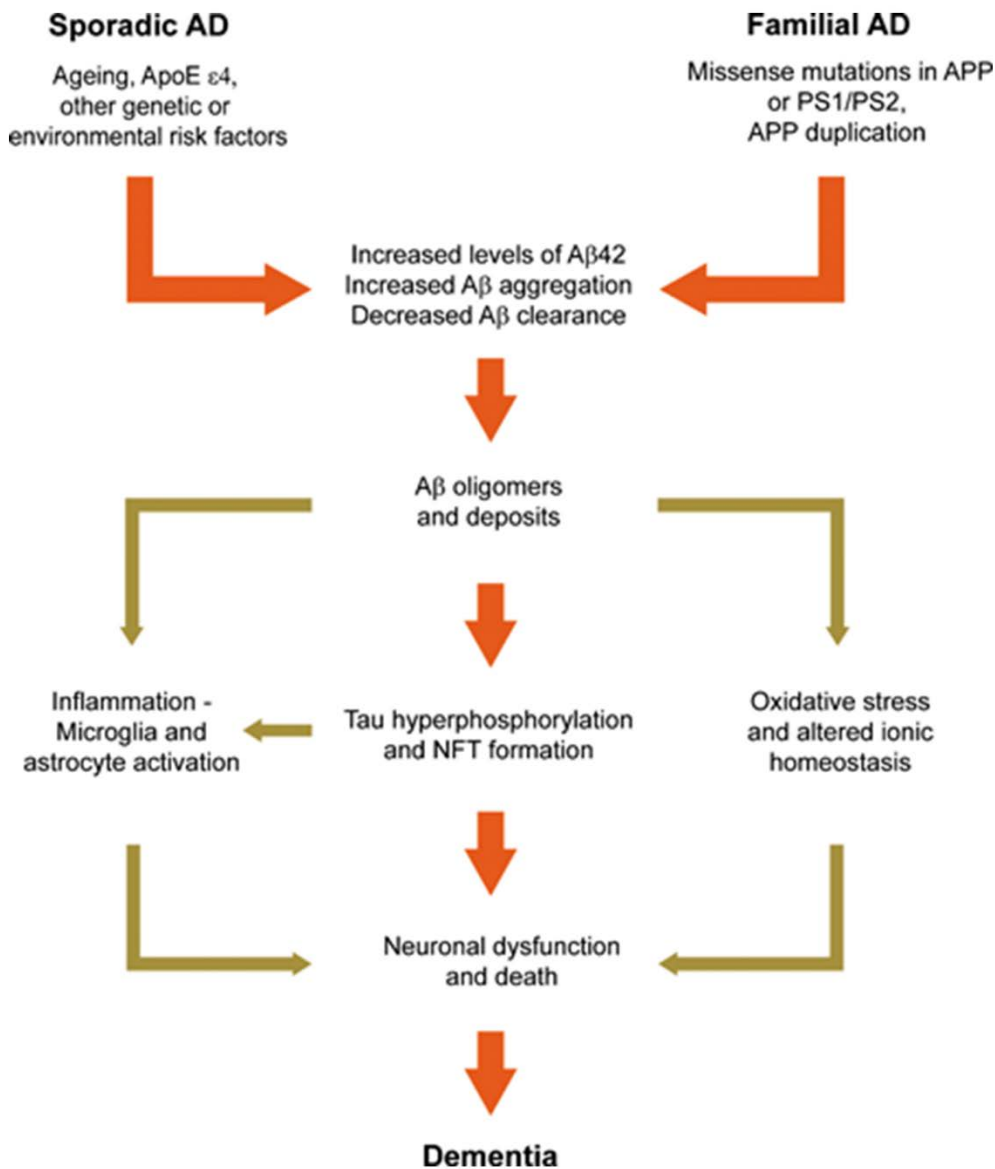 Sporadic AD
Ageing, ApoE ε4,
other genetic or
environmental risk factors
Familial AD
Missense mutations in APP
or PS1/PS2,
APP duplication
Increased levels of Aβ42
Increased Aβ aggregation
Decreased Aβ clearance
Aβ oligomers
and deposits
Inflammation -
Microglia and
astrocyte activation
Tau hyperphosphorylation
and NFT formation
Oxidative stress
and altered ionic
homeostasis
Neuronal dysfunction
and death
Dementia